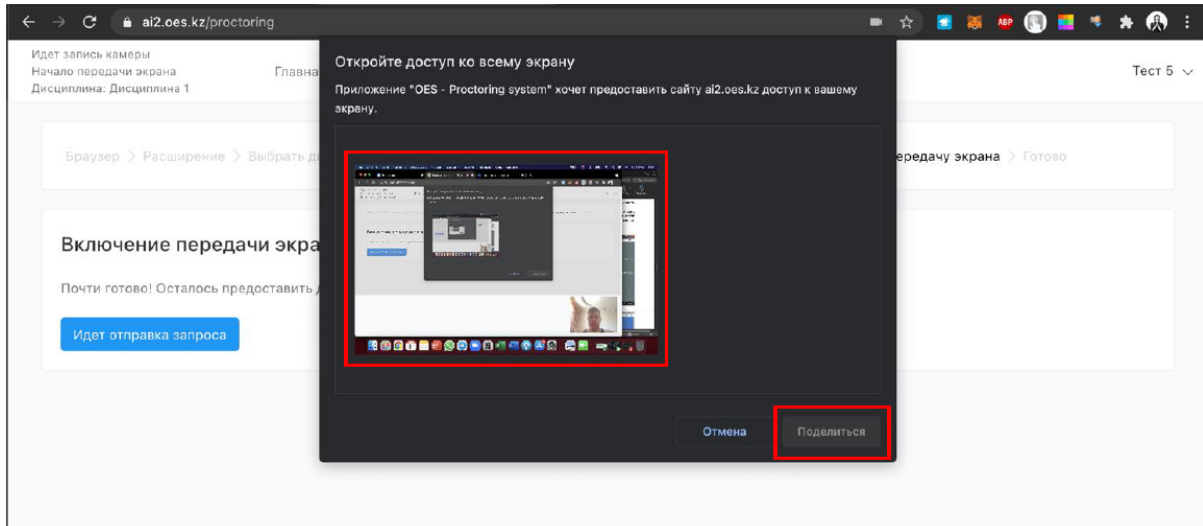 ai2.oes.kz/proctoring
ABP
Идет запись камеры
Начало передачи экрана
Дисциплина: Дисциплина 1
Главна
Тест 5
Браузер > Расширение > Выбрать д
ередачу экрана > Готово
Откройте доступ ко всему экрану
Приложение "OES - Proctoring system" хочет предоставить сайту ai2.oes.kz доступ к вашему
экрану.
Включение передачи экра
Почти готово! Осталось предоставить
Идет отправка запроса
Отмена
Поделиться